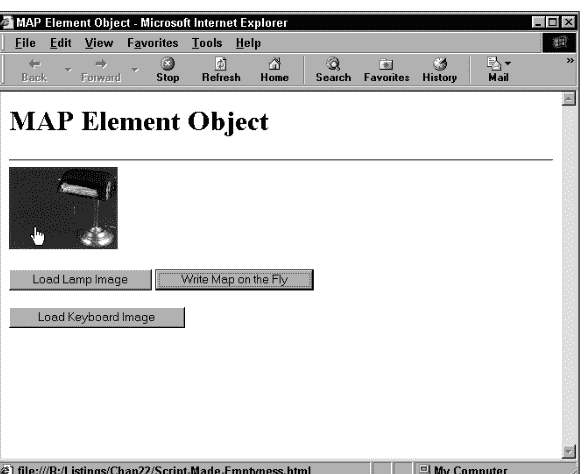 MAP Element Object - Microsoft Internet Explorer
File Edit View Favorites Tools Help
Back Forward Stop Refresh Home Search Favorites History Mail »
MAP Element Object
Load Lamp Image Write Map on the Fly
Load Keyboard Image
file:///R:/Listings/Chap22/Script-Made-Emptyness.html My Computer